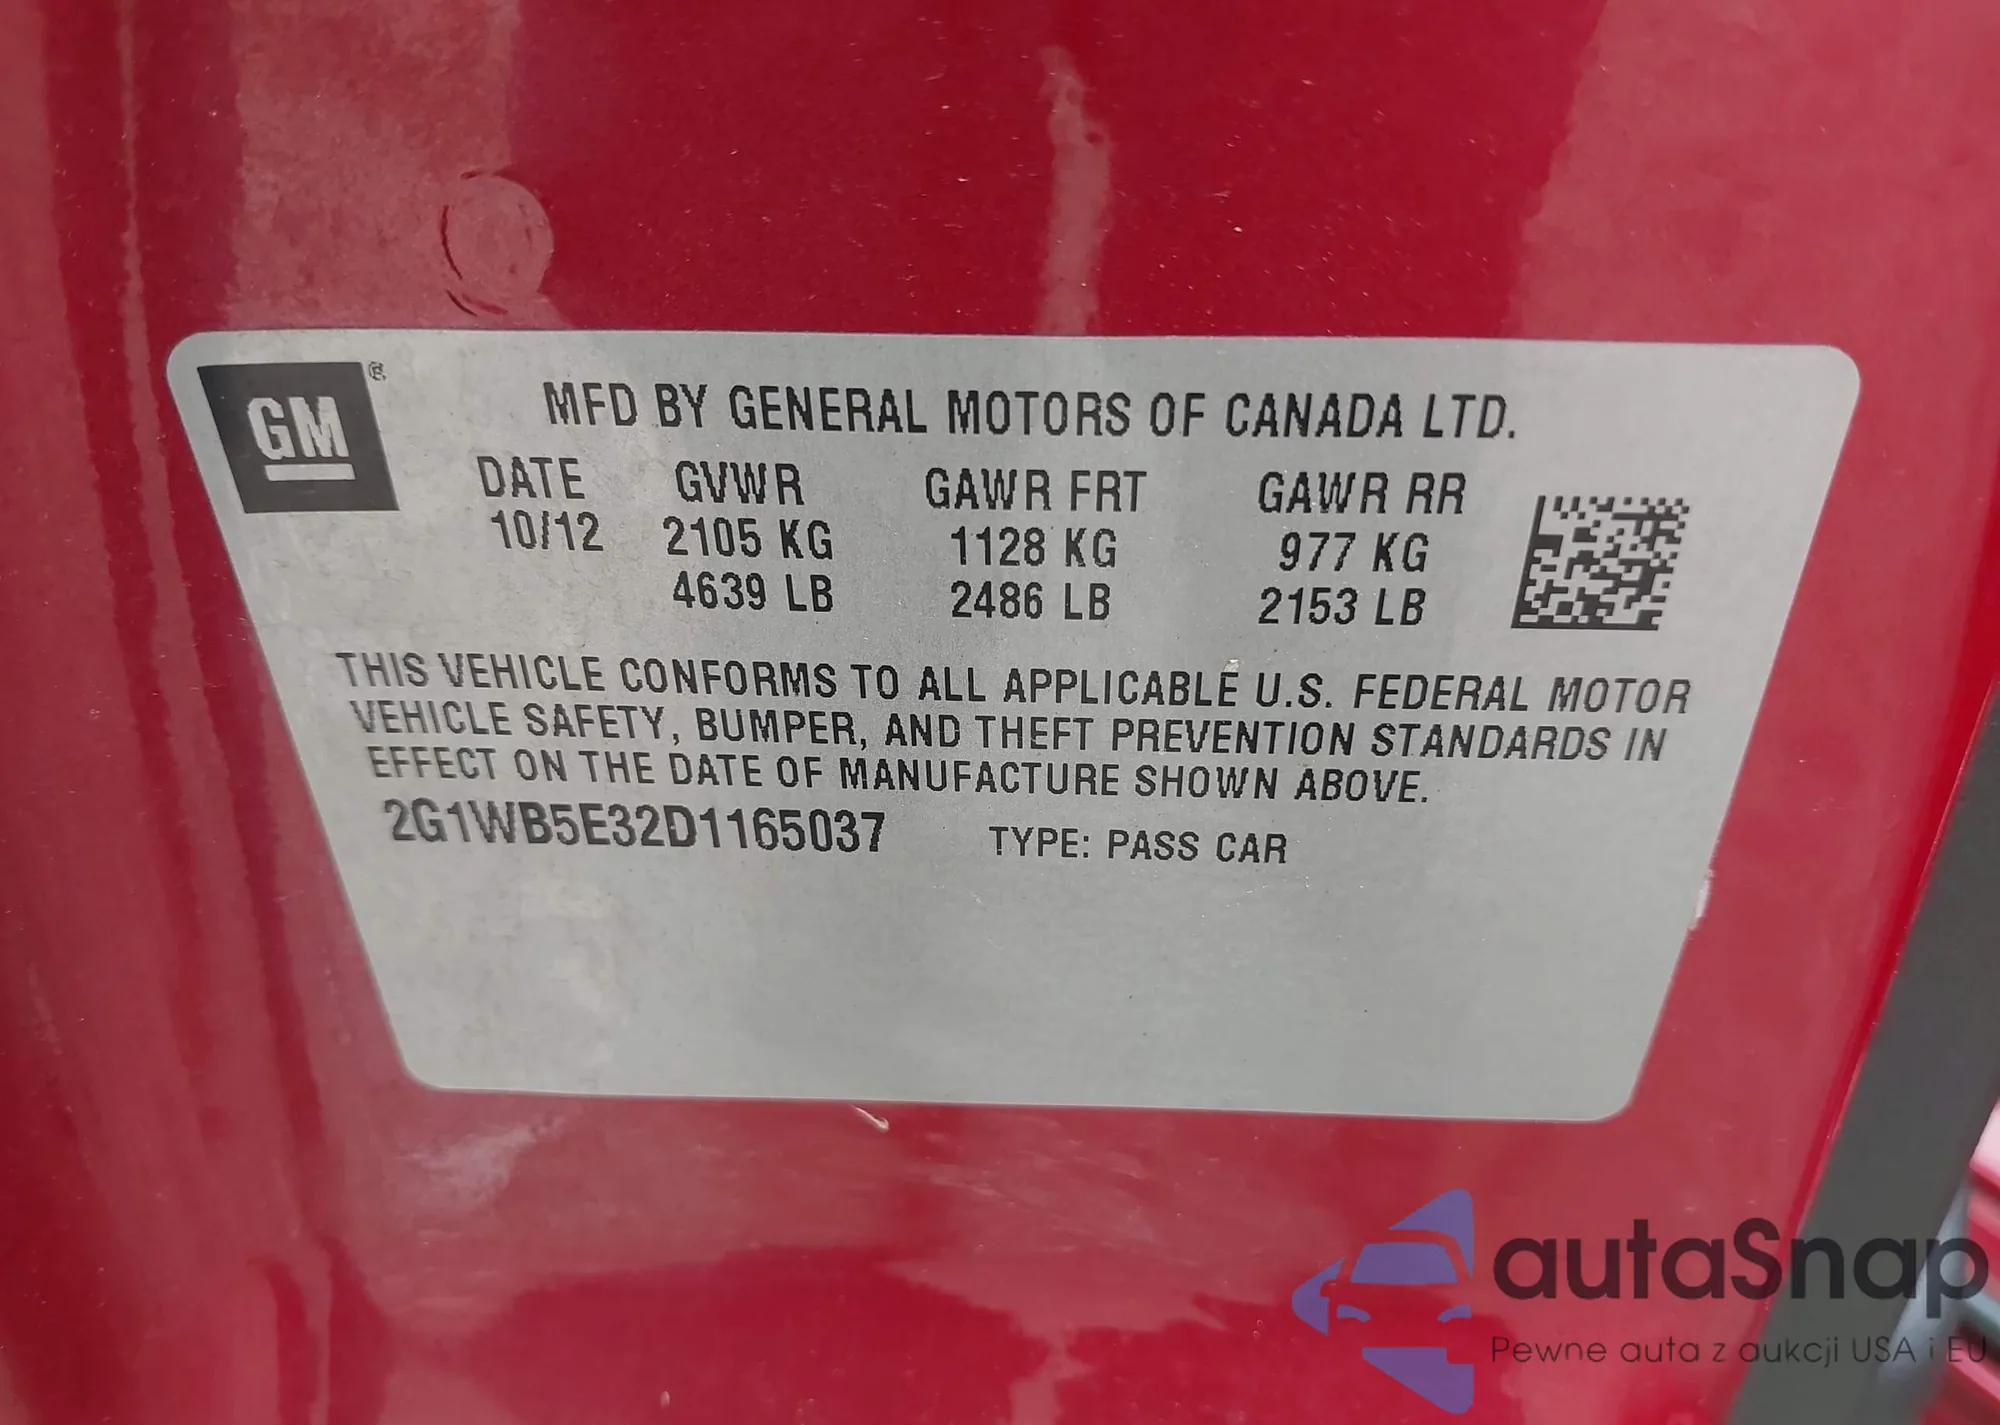 GM®
MFD BY GENERAL MOTORS OF CANADA LTD.
DATE GVWR GAWR FRT GAWR RR
10/12 2105 KG 1128 KG 977 KG
4639 LB 2486 LB 2153 LB
THIS VEHICLE CONFORMS TO ALL APPLICABLE U.S. FEDERAL MOTOR
VEHICLE SAFETY, BUMPER, AND THEFT PREVENTION STANDARDS IN
EFFECT ON THE DATE OF MANUFACTURE SHOWN ABOVE.
2G1WB5E32D1165037 TYPE: PASS CAR
autaSnap
Pewne auta z aukcji USA i EU